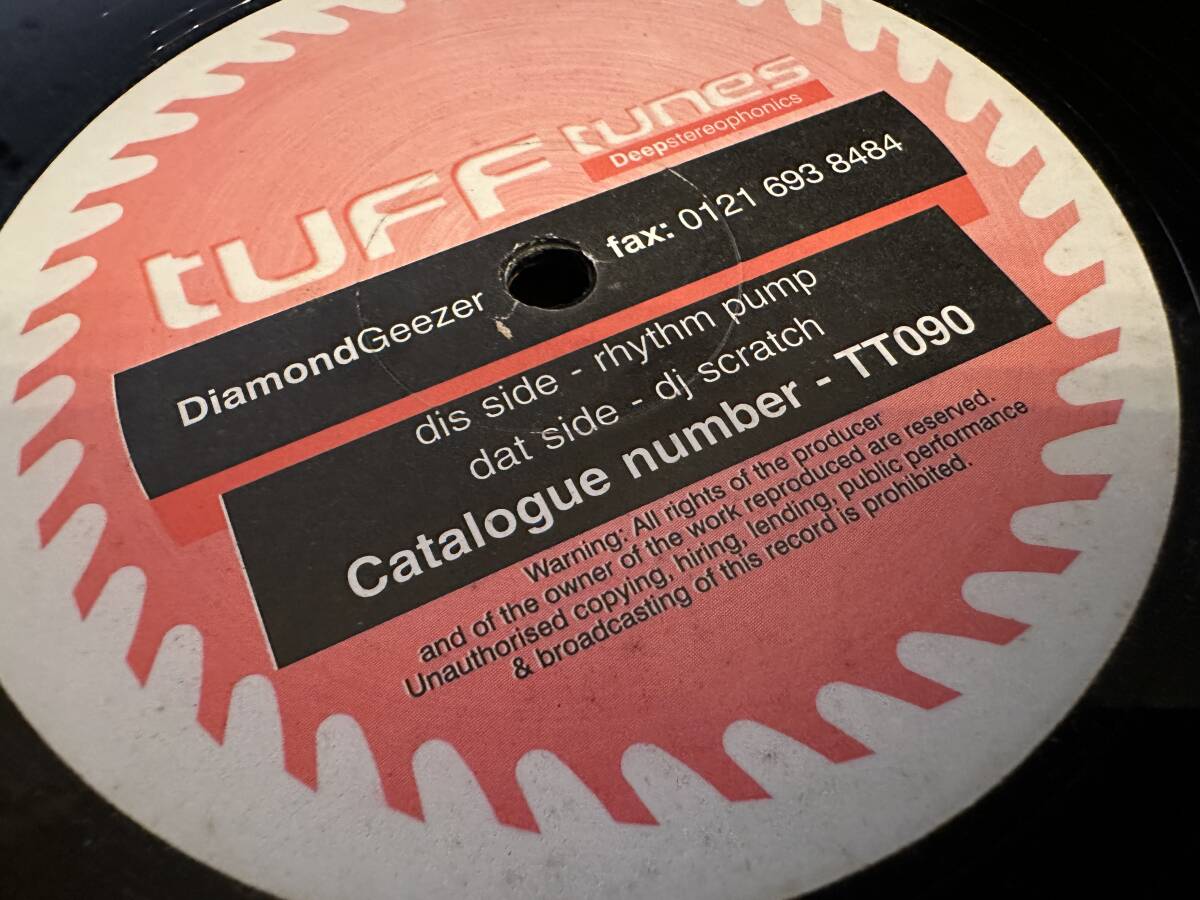 tuff tunes
Deepstereophonics
DiamondGeezer fax: 0121 693 8484
dis side - rhythm pump
dat side - dj scratch
Catalogue number - TT090
Warning: All rights of the producer
and of the owner of the work reproduced are reserved.
Unauthorised copying, hiring, lending, public performance
& broadcasting of this record is prohibited.